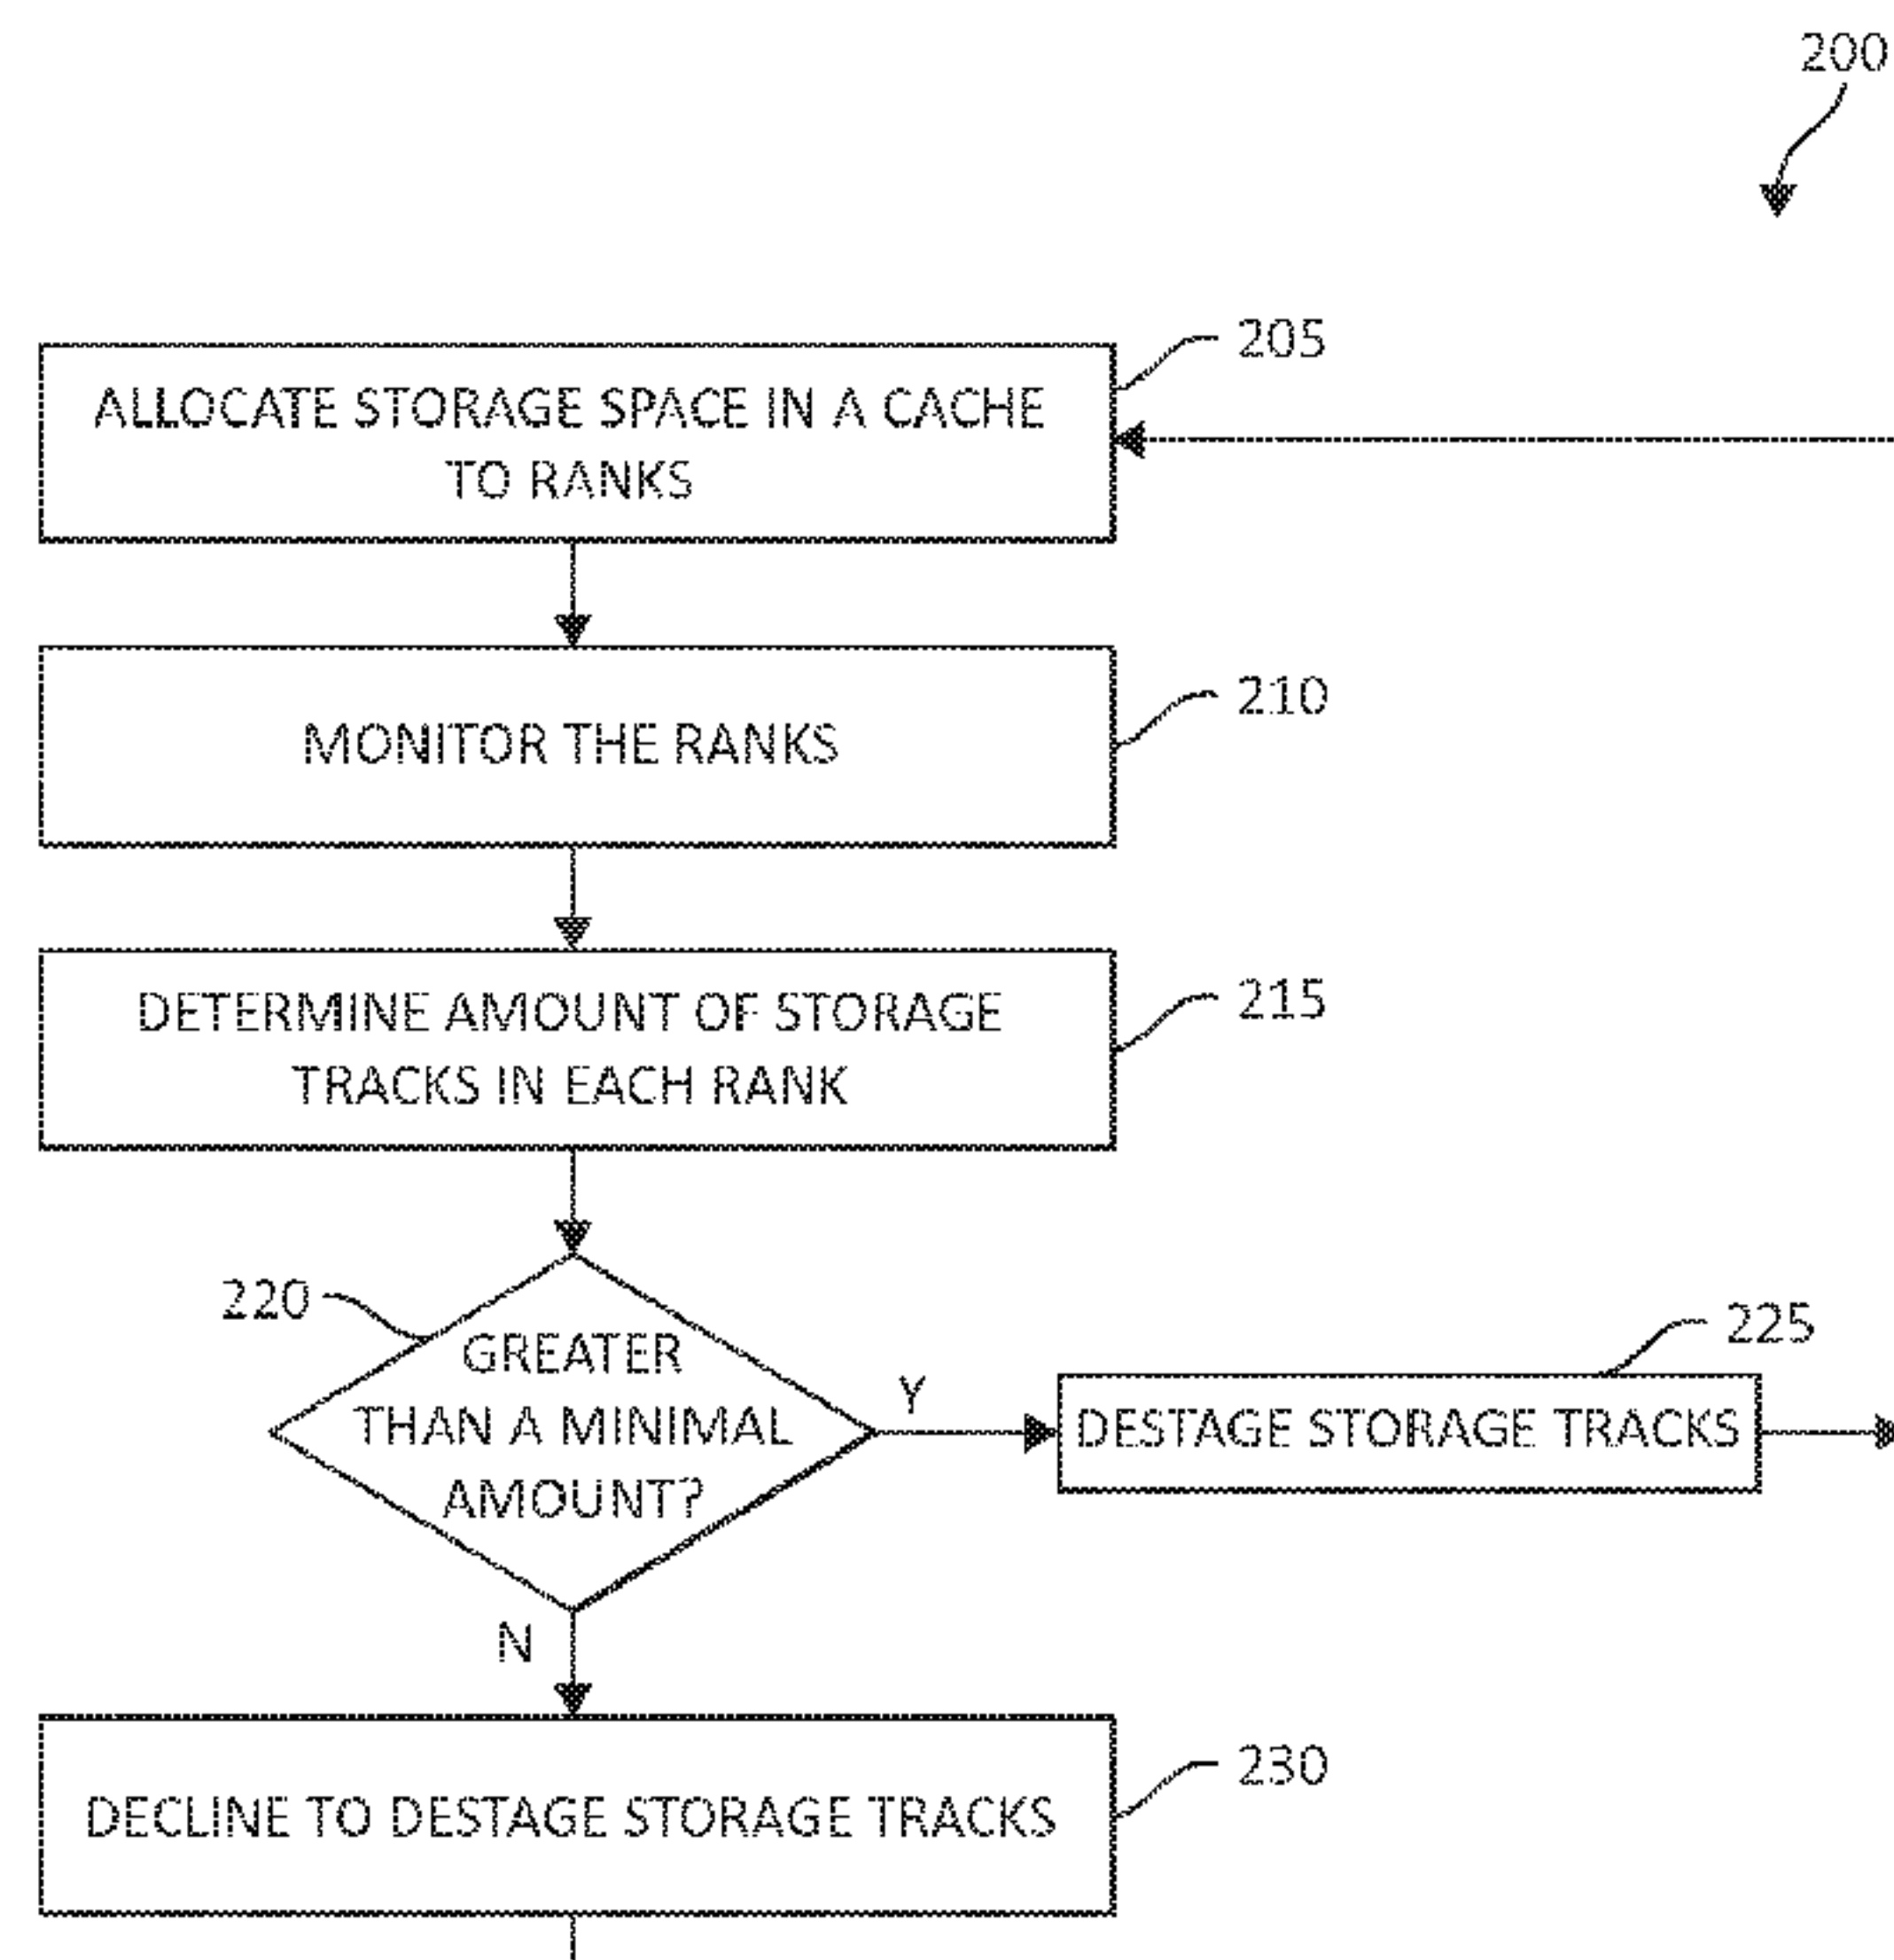 200
205
ALLOCATE STORAGE SPACE IN A CACHE
TO RANKS
210
MONITOR THE RANKS
215
DETERMINE AMOUNT OF STORAGE
TRACKS IN EACH RANK
220
GREATER
THAN A MINIMAL
AMOUNT?
Y
225
DESTAGE STORAGE TRACKS
N
230
DECLINE TO DESTAGE STORAGE TRACKS